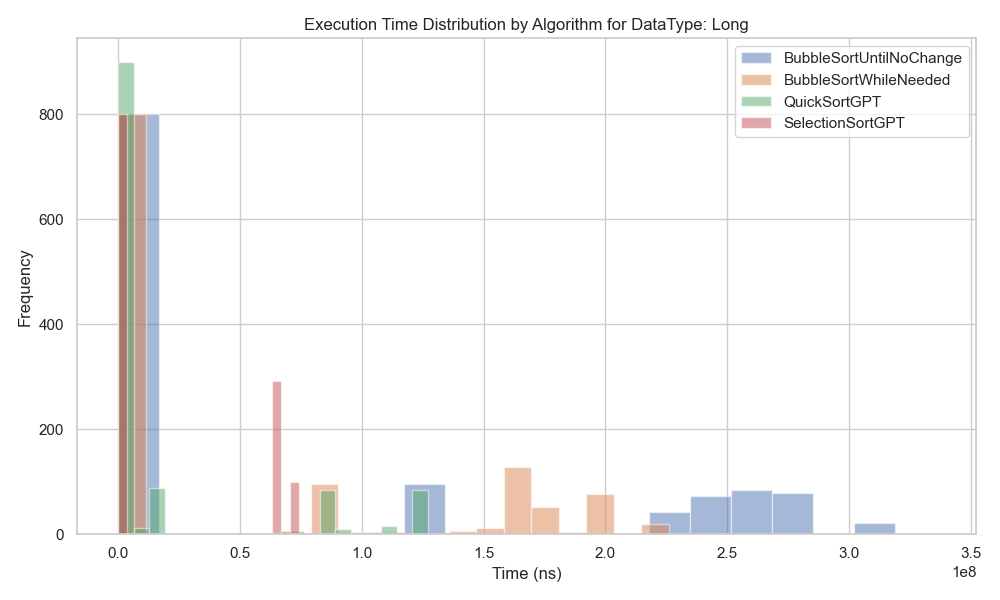 Execution Time Distribution by Algorithm for DataType: Long
BubbleSortUntilNoChange
BubbleSortWhileNeeded
QuickSortGPT
SelectionSortGPT
Frequency
800
600
400
200
0
0.0 0.5 1.0 1.5 2.0 2.5 3.0 3.5
1e8
Time (ns)